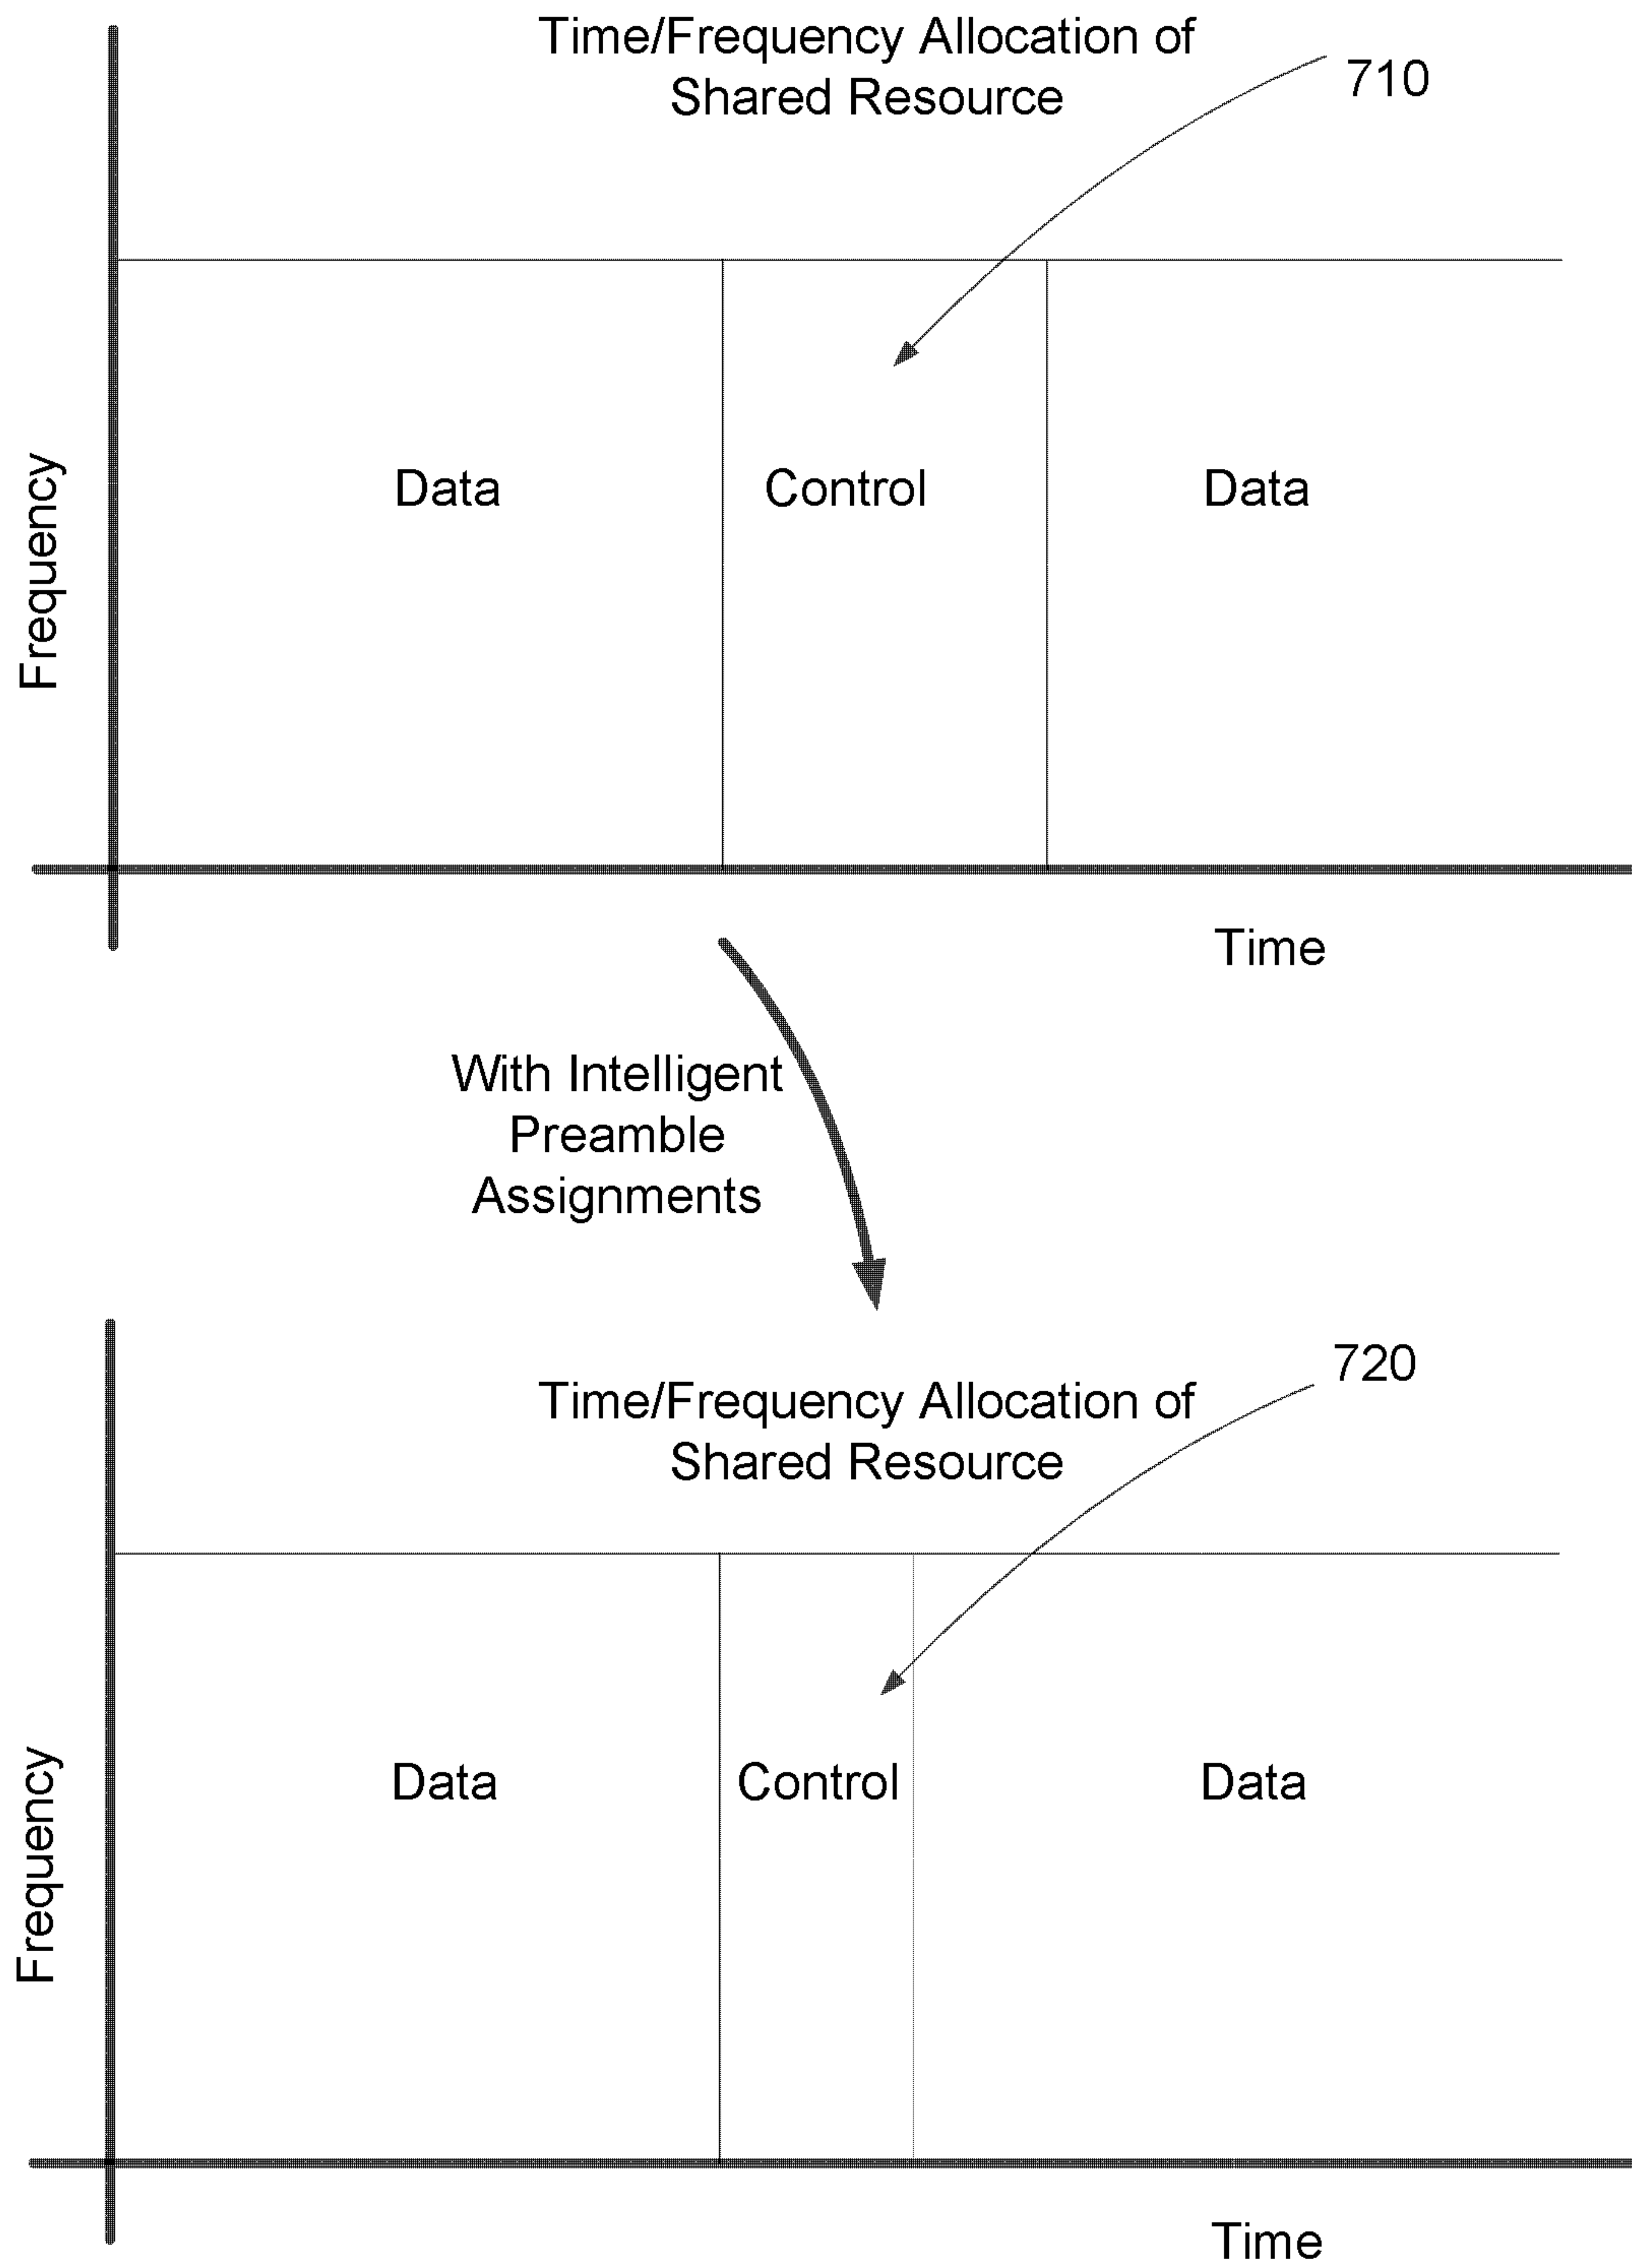 Time/Frequency Allocation of
Shared Resource
710
Data
Control
Data
Frequency
Time
With Intelligent
Preamble
Assignments
720
Time/Frequency Allocation of
Shared Resource
Data
Control
Data
Frequency
Time